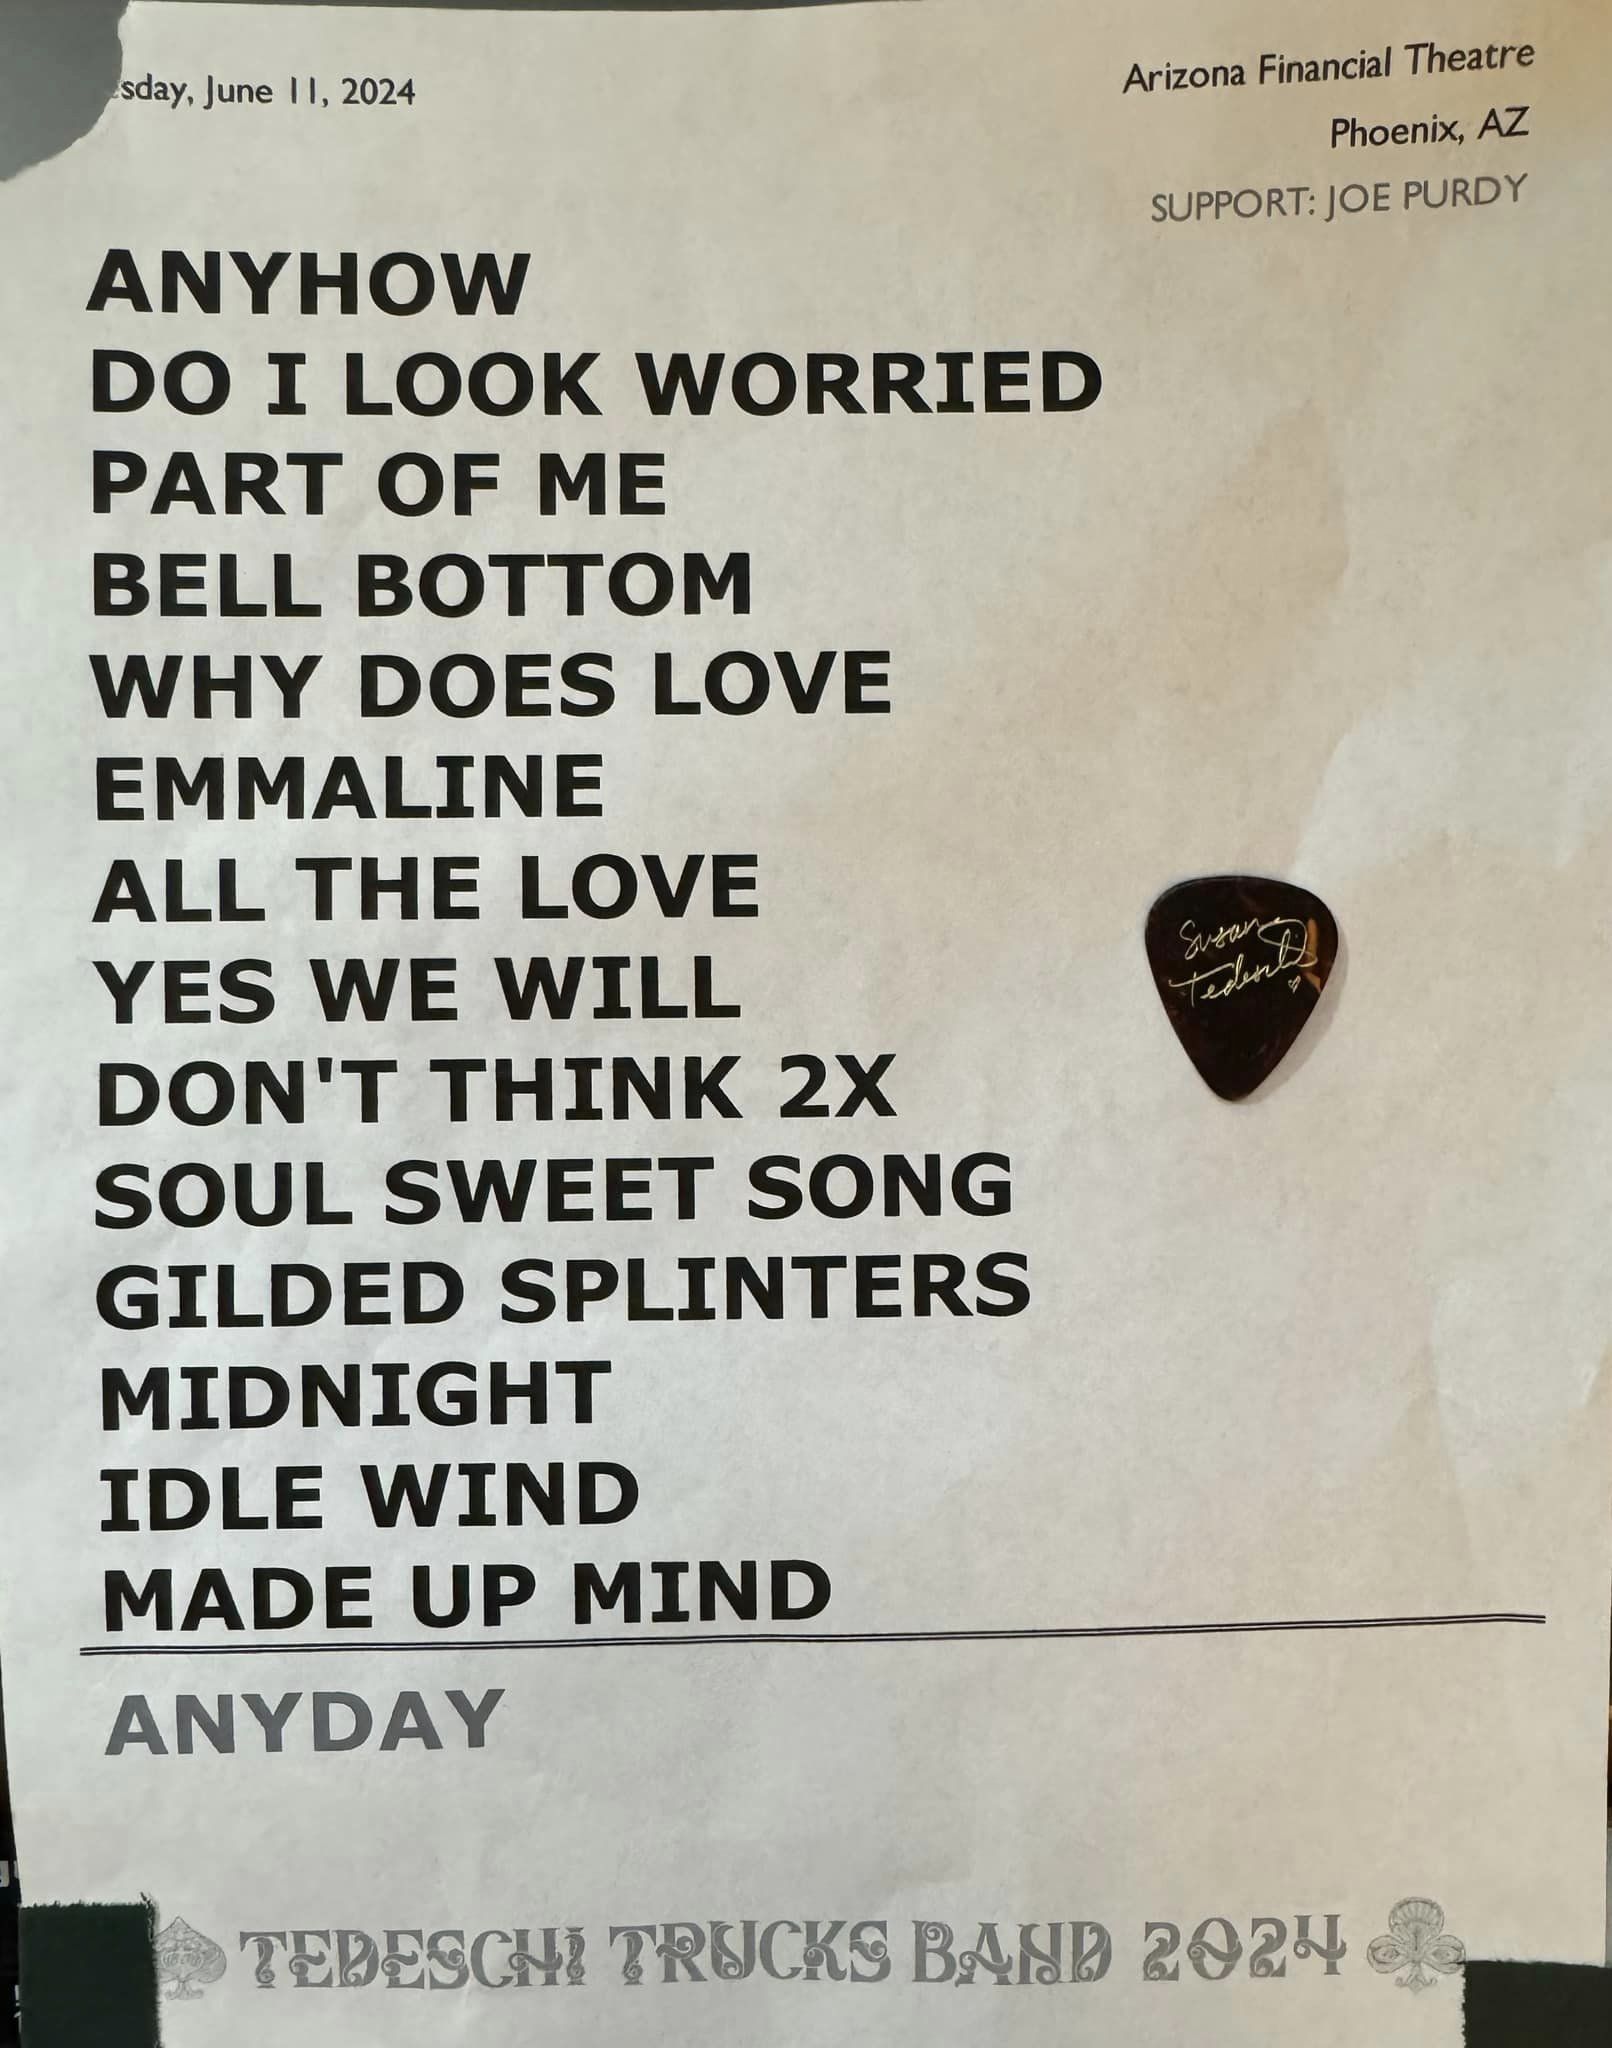 sday, June 11, 2024
Arizona Financial Theatre
Phoenix, AZ
SUPPORT: JOE PURDY
ANYHOW
DO I LOOK WORRIED
PART OF ME
BELL BOTTOM
WHY DOES LOVE
EMMALINE
ALL THE LOVE
YES WE WILL
DON'T THINK 2X
SOUL SWEET SONG
GILDED SPLINTERS
MIDNIGHT
IDLE WIND
MADE UP MIND
ANYDAY
Susan
Tedeschi
TEDESCHI TRUCKS BAND 2024